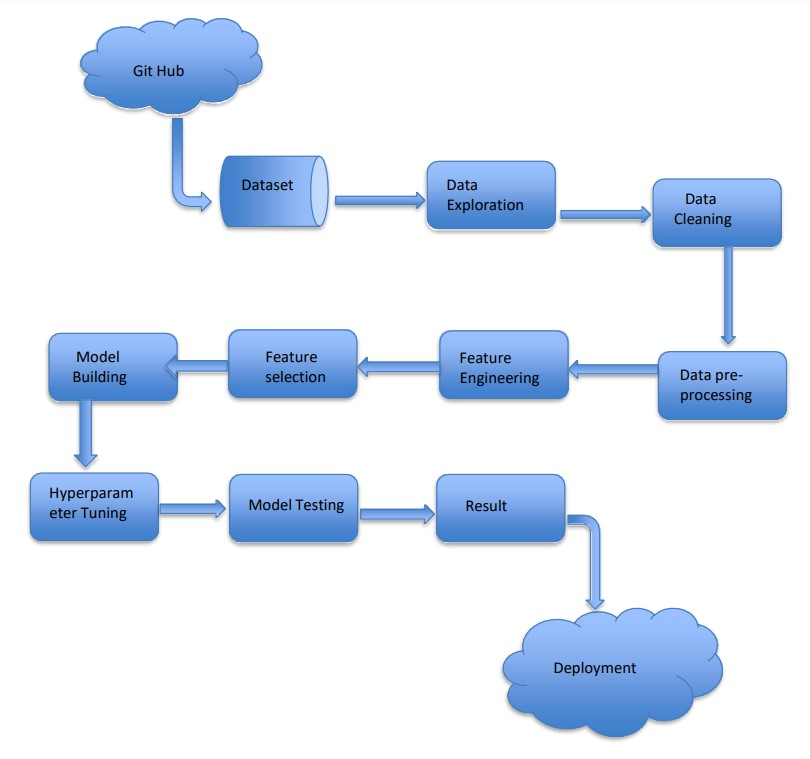 Git Hub
Dataset
Data
Exploration
Data
Cleaning
Data pre-
processing
Feature
Engineering
Feature
selection
Model
Building
Hyperparam
eter Tuning
Model Testing
Result
Deployment